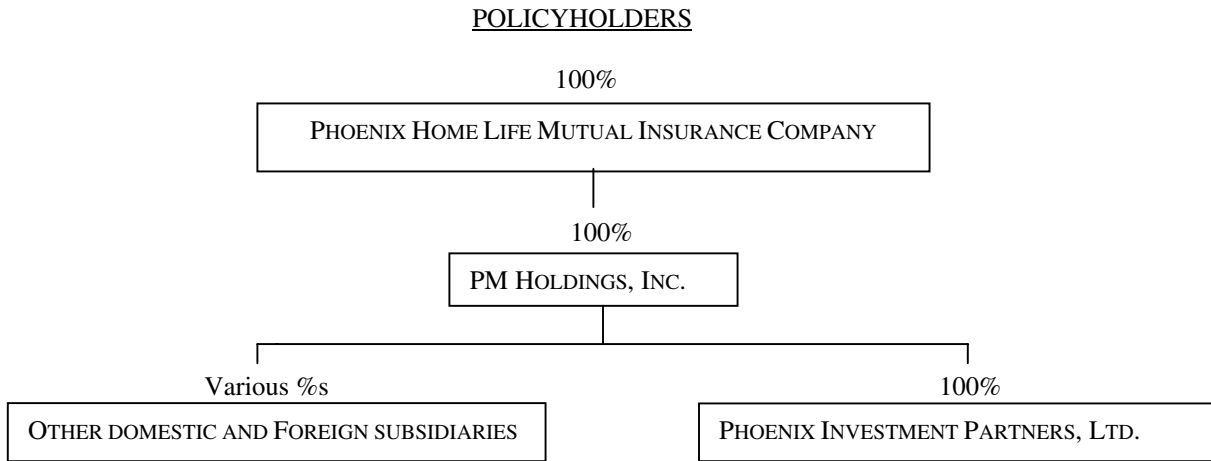 POLICYHOLDERS
100%
PHOENIX HOME LIFE MUTUAL INSURANCE COMPANY
100%
PM HOLDINGS, INC.
Various %s
100%
OTHER DOMESTIC AND FOREIGN SUBSIDIARIES
PHOENIX INVESTMENT PARTNERS, LTD.